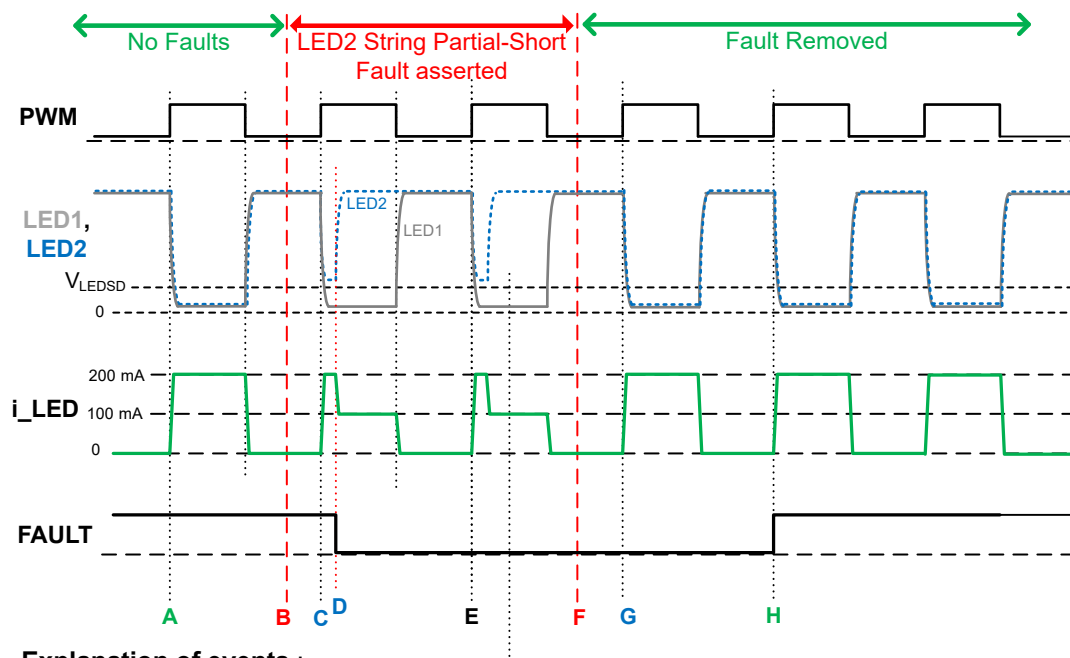 No Faults
LED2 String Partial-Short
Fault asserted
Fault Removed
PWM
LED1,
LED2
LED2
LED1
VLEDSD
0
200 mA
i_LED
100 mA
0
FAULT
A
B
C
D
E
F
G
H
Explanation of events :